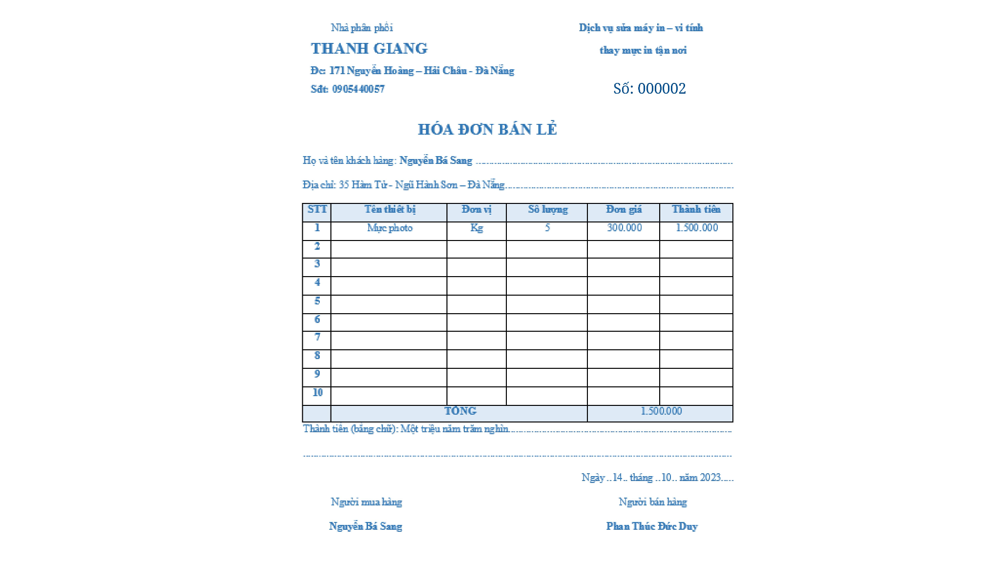 Nhà phân phối
Dịch vụ sửa máy in – vi tính
THANH GIANG
thay mực in tận nơi
Đc: 171 Nguyễn Hoàng – Hải Châu - Đà Nẵng
Sđt: 0905440057
Số: 000002
HÓA ĐƠN BÁN LẺ
Họ và tên khách hàng: Nguyễn Bá Sang
Địa chỉ: 35 Hàm Tử - Ngũ Hành Sơn – Đà Nẵng
STT Tên thiết bị Đơn vị Số lượng Đơn giá Thành tiền
1 Mực photo Kg 5 300.000 1.500.000
2
3
4
5
6
7
8
9
10
TỔNG 1.500.000
Thành tiền (bằng chữ): Một triệu năm trăm nghìn
Ngày ..14.. tháng ..10.. năm 2023.....
Người mua hàng Người bán hàng
Nguyễn Bá Sang Phan Thúc Đức Duy